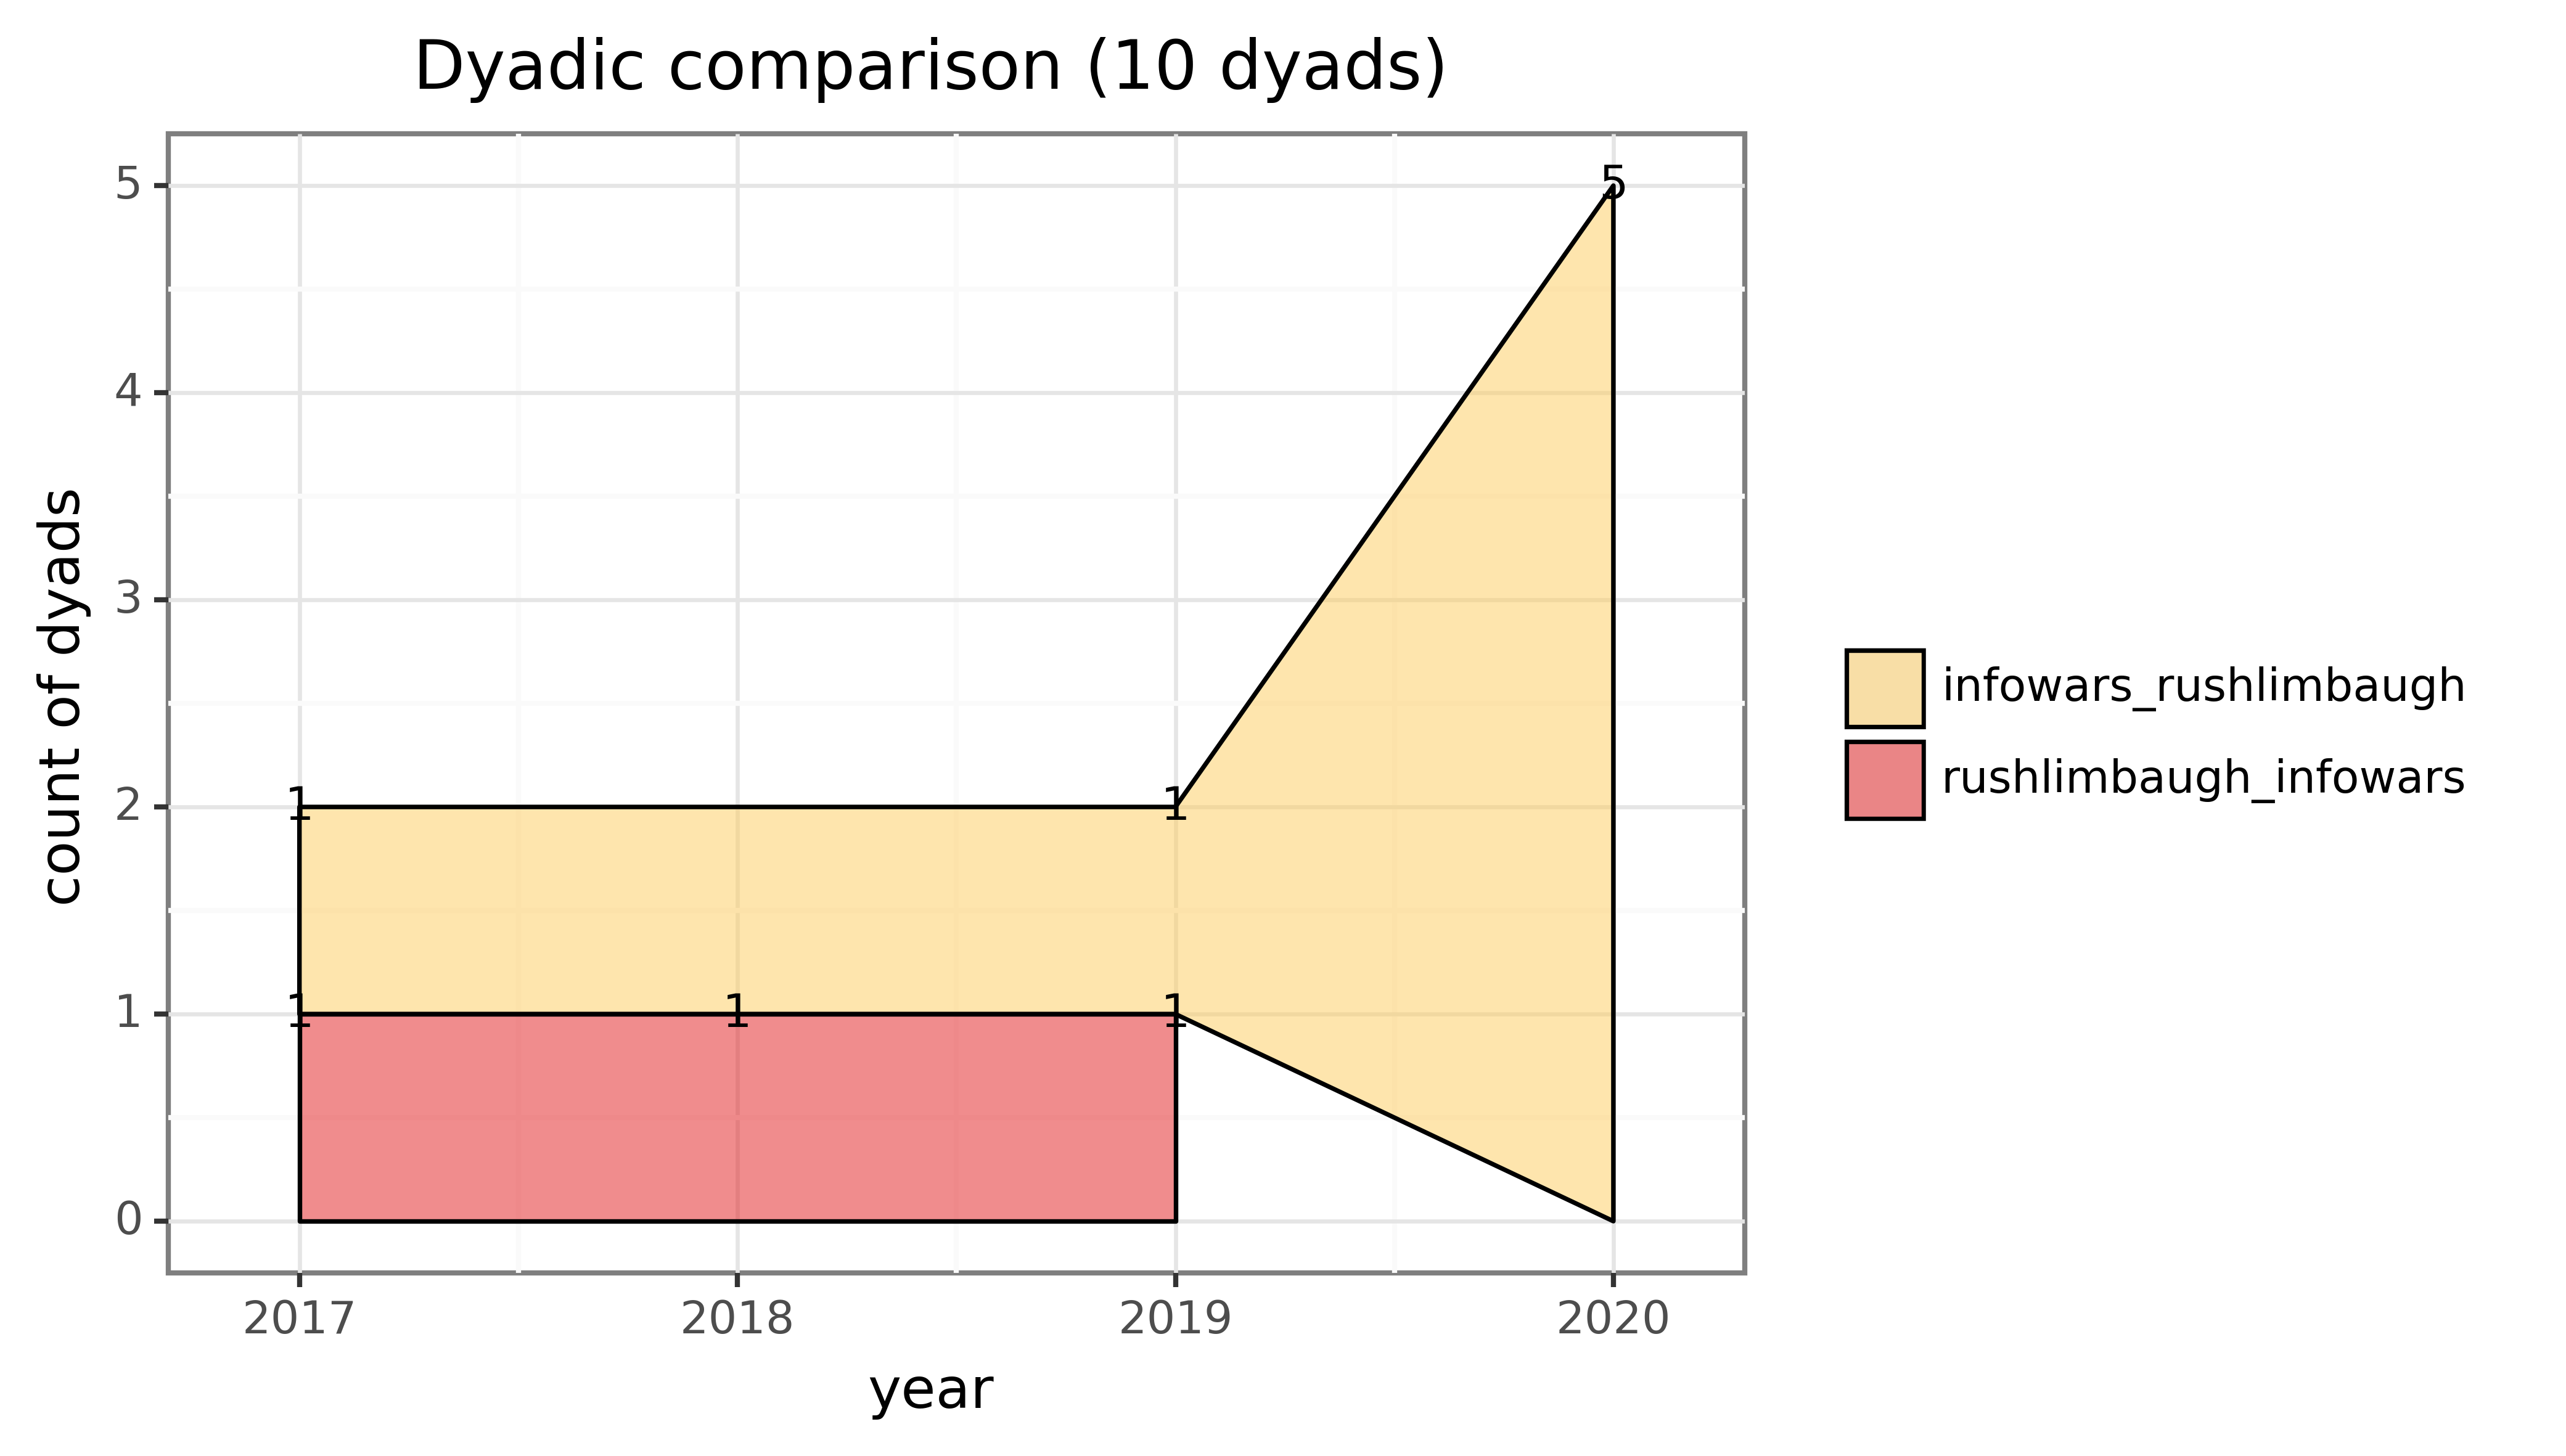 Dyadic comparison (10 dyads)
count of dyads
5
4
3
2
1
0
5
1 1
1 1 1
2017 2018 2019 2020
year
infowars_rushlimbaugh
rushlimbaugh_infowars